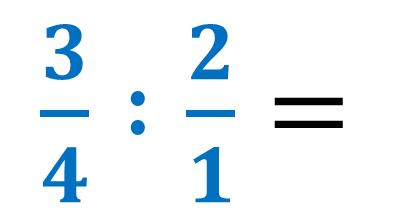 3/4 : 2/1 =